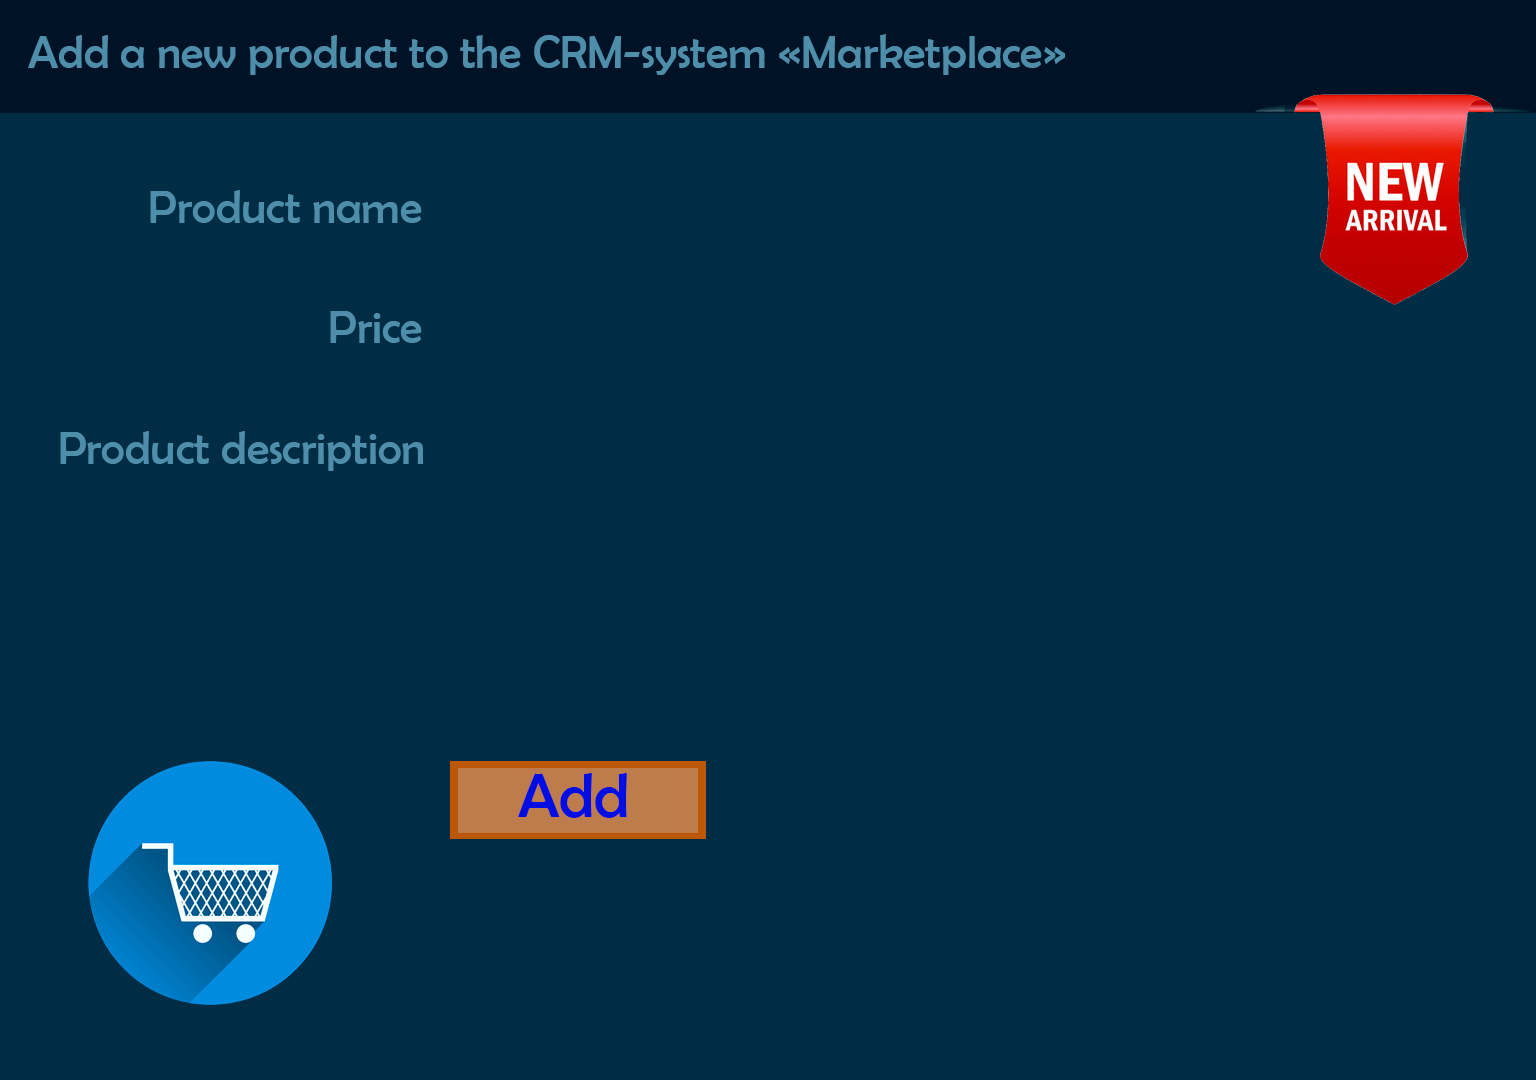 Add a new product to the CRM-system «Marketplace»
NEW
ARRIVAL
Product name
Price
Product description
Add